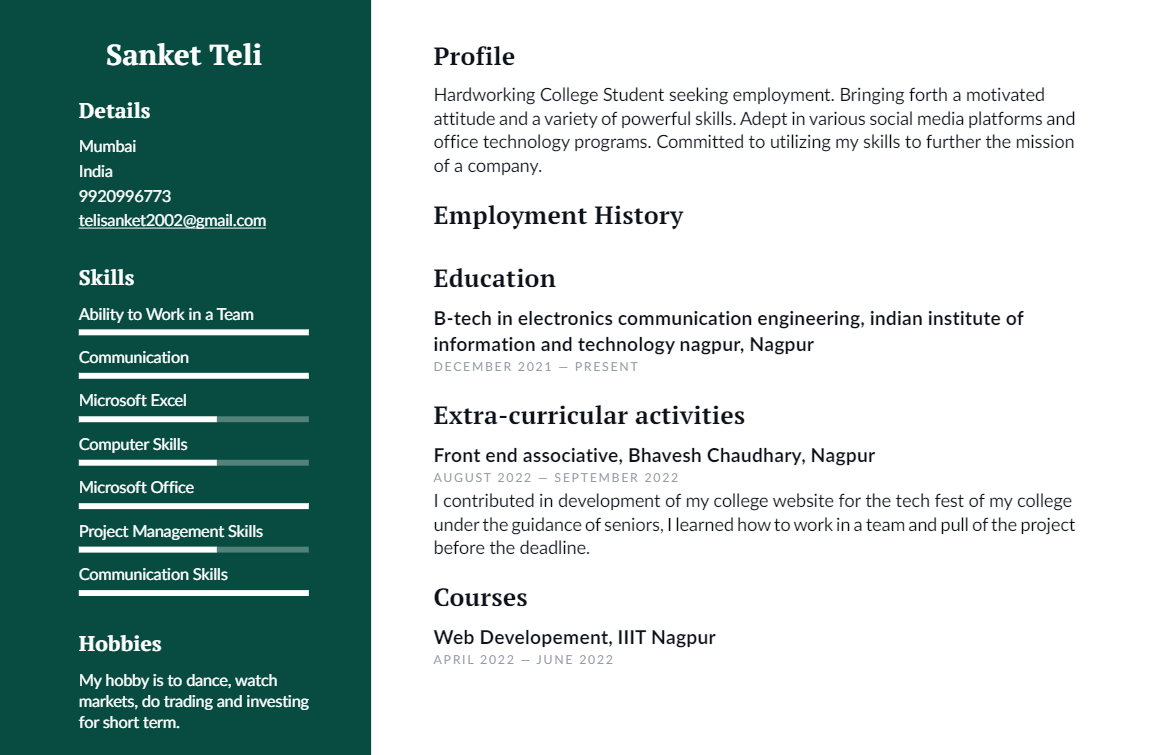 Sanket Teli
Details
Mumbai
India
9920996773
telisanket2002@gmail.com
Skills
Ability to Work in a Team
Communication
Microsoft Excel
Computer Skills
Microsoft Office
Project Management Skills
Communication Skills
Hobbies
My hobby is to dance, watch
markets, do trading and investing
for short term.
Profile
Hardworking College Student seeking employment. Bringing forth a motivated
attitude and a variety of powerful skills. Adept in various social media platforms and
office technology programs. Committed to utilizing my skills to further the mission
of a company.
Employment History
Education
B-tech in electronics communication engineering, indian institute of
information and technology nagpur, Nagpur
DECEMBER 2021 — PRESENT
Extra-curricular activities
Front end associative, Bhavesh Chaudhary, Nagpur
AUGUST 2022 — SEPTEMBER 2022
I contributed in development of my college website for the tech fest of my college
under the guidance of seniors, I learned how to work in a team and pull of the project
before the deadline.
Courses
Web Developement, IIIT Nagpur
APRIL 2022 — JUNE 2022